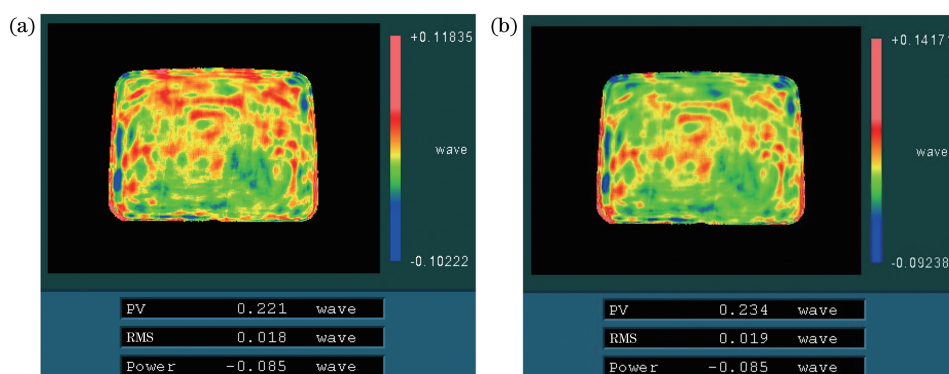 (a)
+0.11835
wave
-0.10222
PV 0.221 wave
RMS 0.018 wave
Power -0.085 wave
(b)
+0.14171
wave
-0.09238
PV 0.234 wave
RMS 0.019 wave
Power -0.085 wave